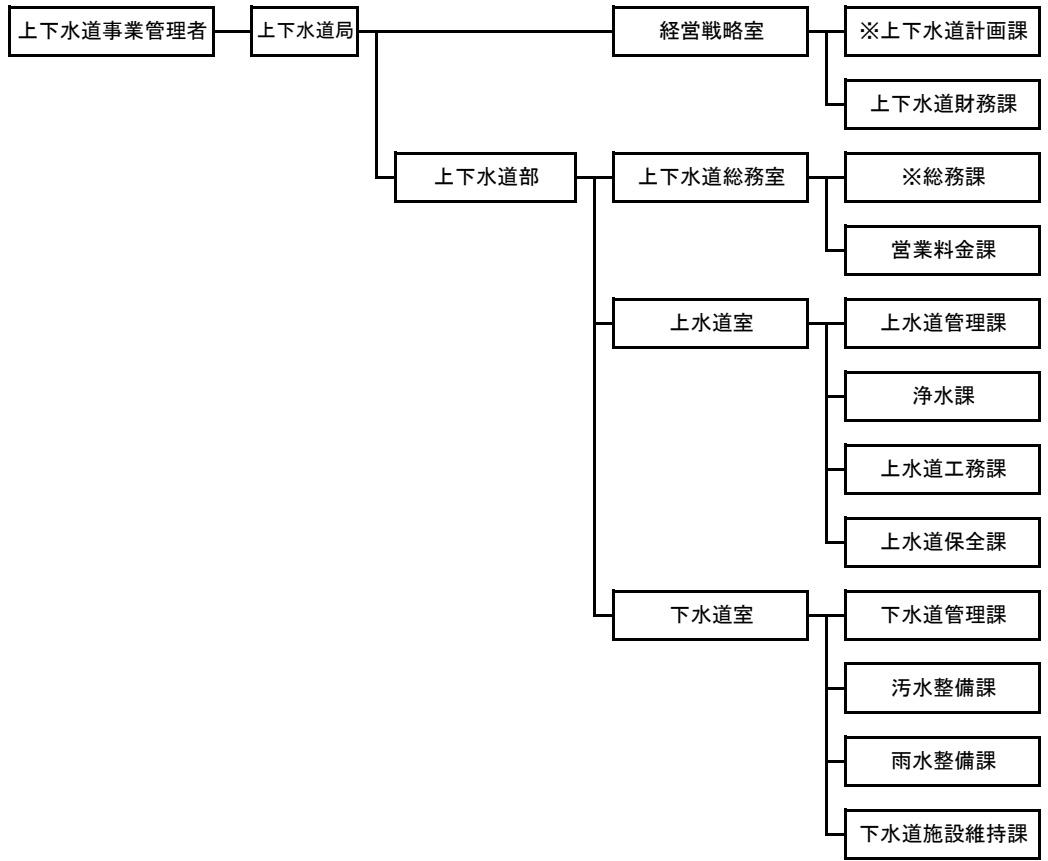 上下水道事業管理者
上下水道局
経営戦略室
※上下水道計画課
上下水道財務課
上下水道部
上下水道総務室
※総務課
営業料金課
上水道室
上水道管理課
浄水課
上水道工務課
上水道保全課
下水道室
下水道管理課
汚水整備課
雨水整備課
下水道施設維持課